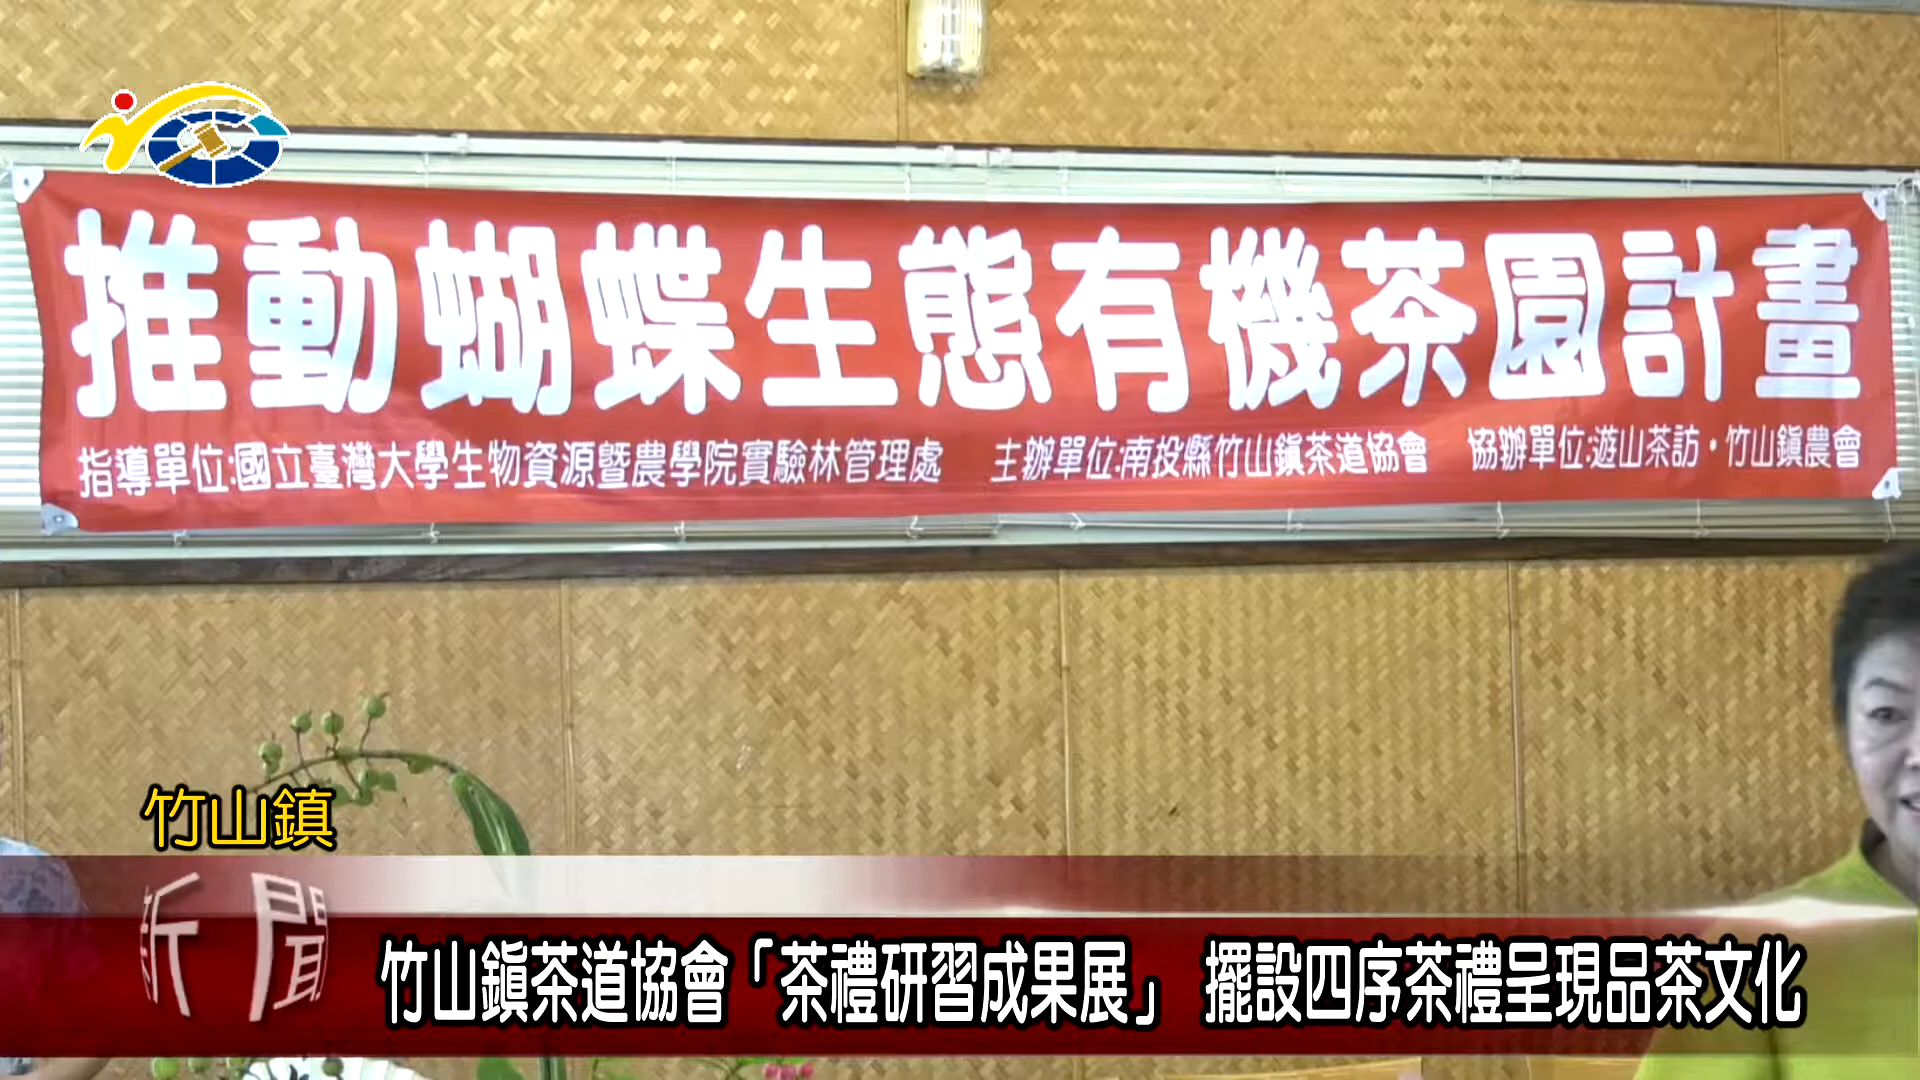 推動蝴蝶生態有機茶園計畫
指導單位:國立臺灣大學生物資源暨農學院實驗林管理處 主辦單位:南投縣竹山鎮茶道協會 協辦單位:遊山茶訪・竹山鎮農會
竹山鎮
新聞
竹山鎮茶道協會「茶禮研習成果展」 擺設四序茶禮呈現品茶文化